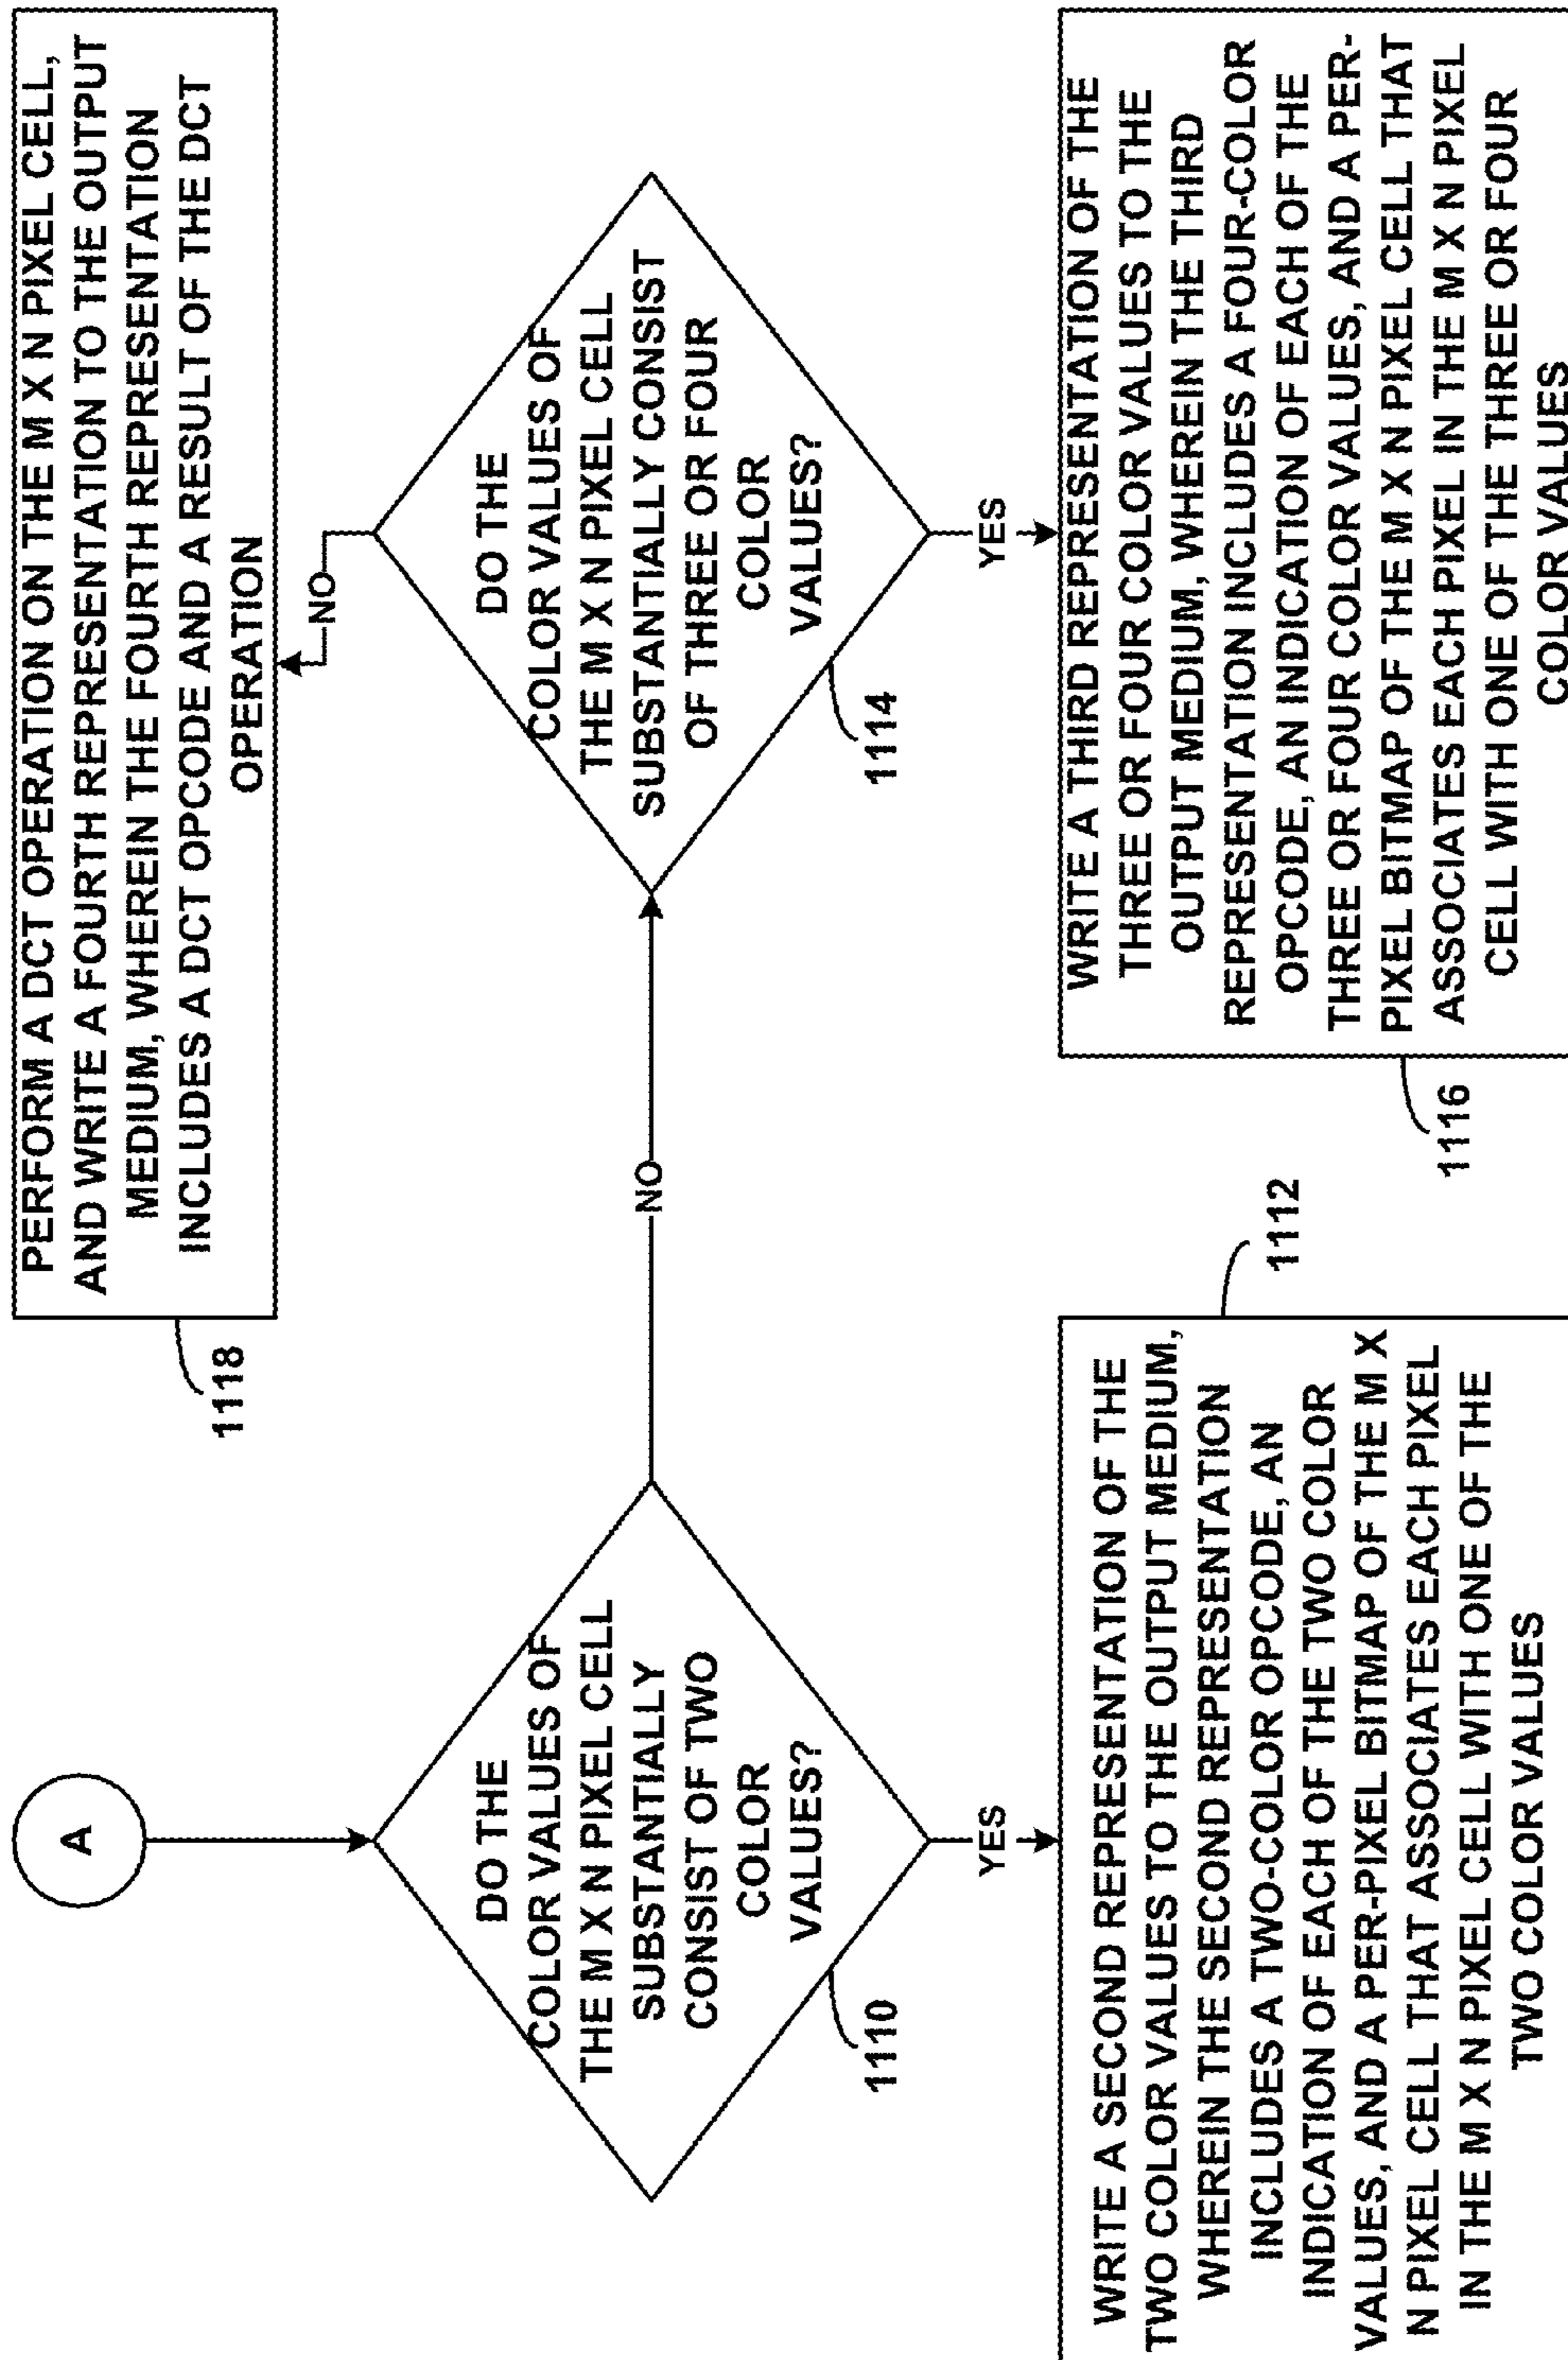 A
DO THE
COLOR VALUES OF
THE M X N PIXEL CELL
SUBSTANTIALLY
CONSIST OF TWO
COLOR
VALUES?
1110
YES
NO
WRITE A SECOND REPRESENTATION OF THE
TWO COLOR VALUES TO THE OUTPUT MEDIUM,
WHEREIN THE SECOND REPRESENTATION
INCLUDES A TWO-COLOR OPCODE, AN
INDICATION OF EACH OF THE TWO COLOR
VALUES, AND A PER-PIXEL BITMAP OF THE M X
N PIXEL CELL THAT ASSOCIATES EACH PIXEL
IN THE M X N PIXEL CELL WITH ONE OF THE
TWO COLOR VALUES
1112
DO THE
COLOR VALUES OF
THE M X N PIXEL CELL
SUBSTANTIALLY CONSIST
OF THREE OR FOUR
COLOR
VALUES?
1114
NO
YES
PERFORM A DCT OPERATION ON THE M X N PIXEL CELL,
AND WRITE A FOURTH REPRESENTATION TO THE OUTPUT
MEDIUM, WHEREIN THE FOURTH REPRESENTATION
INCLUDES A DCT OPCODE AND A RESULT OF THE DCT
OPERATION
1118
WRITE A THIRD REPRESENTATION OF THE
THREE OR FOUR COLOR VALUES TO THE
OUTPUT MEDIUM, WHEREIN THE THIRD
REPRESENTATION INCLUDES A FOUR-COLOR
OPCODE, AN INDICATION OF EACH OF THE
THREE OR FOUR COLOR VALUES, AND A PER-
PIXEL BITMAP OF THE M X N PIXEL CELL THAT
ASSOCIATES EACH PIXEL IN THE M X N PIXEL
CELL WITH ONE OF THE THREE OR FOUR
COLOR VALUES
1116